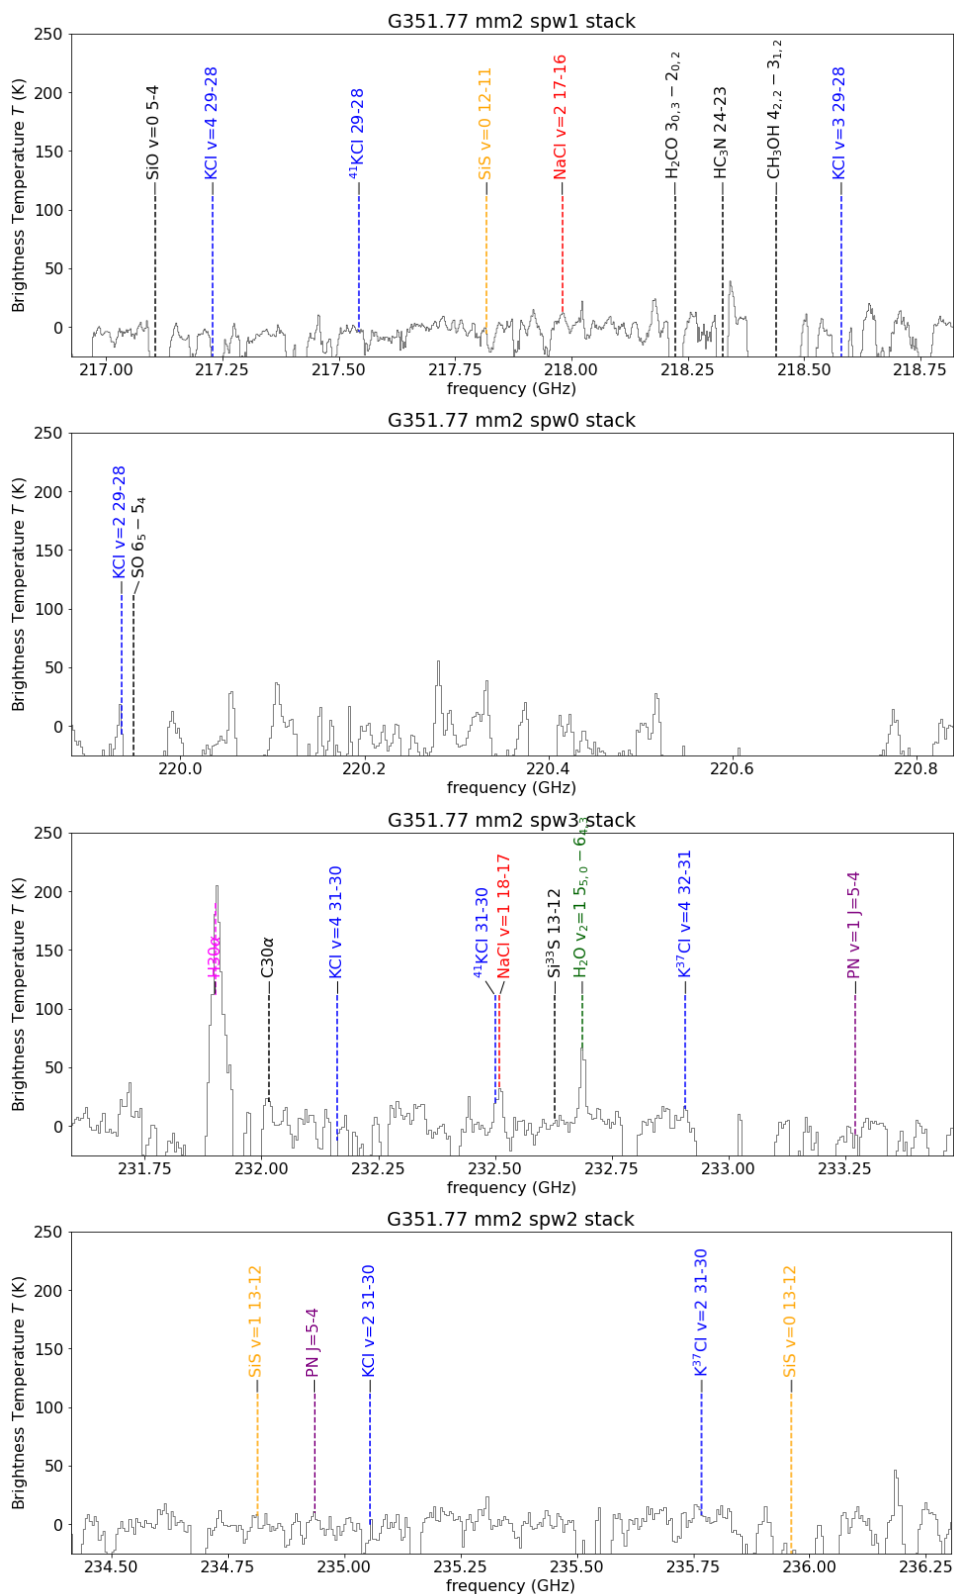 G351.77 mm2 spw1 stack
Brightness Temperature T (K)
250
200
150
100
50
0
SiO v=0 5-4
KCl v=4 29-28
⁴¹KCl 29-28
SiS v=0 12-11
NaCl v=2 17-16
H₂CO 3₀,₃ − 2₀,₂
HC₃N 24-23
CH₃OH 4₂,₂ − 3₁,₂
KCl v=3 29-28
217.00 217.25 217.50 217.75 218.00 218.25 218.50 218.75
frequency (GHz)
G351.77 mm2 spw0 stack
Brightness Temperature T (K)
250
200
150
100
50
0
KCl v=2 29-28
SO 6₅ − 5₄
220.0 220.2 220.4 220.6 220.8
frequency (GHz)
G351.77 mm2 spw3 stack
Brightness Temperature T (K)
250
200
150
100
50
0
H30α
C30α
KCl v=4 31-30
⁴¹KCl 31-30
NaCl v=1 18-17
Si³³S 13-12
H₂O v₂=1 5₅,₀ − 6₄,₃
K³⁷Cl v=4 32-31
PN v=1 J=5-4
231.75 232.00 232.25 232.50 232.75 233.00 233.25
frequency (GHz)
G351.77 mm2 spw2 stack
Brightness Temperature T (K)
250
200
150
100
50
0
SiS v=1 13-12
PN J=5-4
KCl v=2 31-30
K³⁷Cl v=2 31-30
SiS v=0 13-12
234.50 234.75 235.00 235.25 235.50 235.75 236.00 236.25
frequency (GHz)